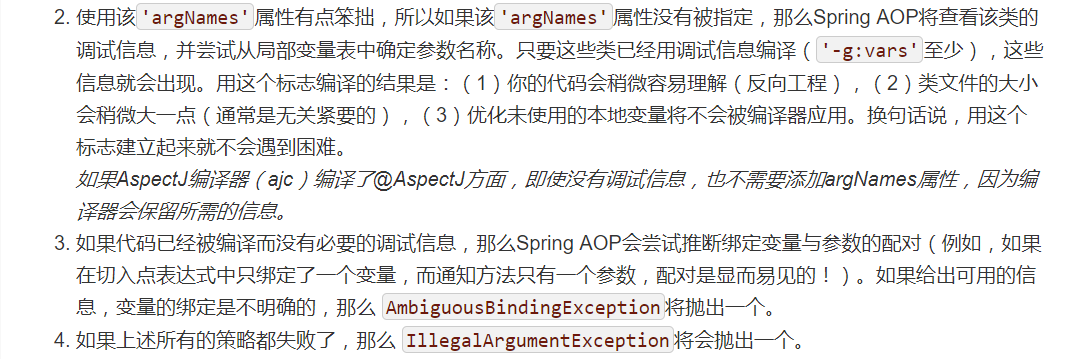 2. 使用该'argNames'属性有点笨拙，所以如果该'argNames'属性没有被指定，那么Spring AOP将查看该类的
调试信息，并尝试从局部变量表中确定参数名称。只要这些类已经用调试信息编译（'-g:vars'至少），这些
信息就会出现。用这个标志编译的结果是：（1）你的代码会稍微容易理解（反向工程），（2）类文件的大小
会稍微大一点（通常是无关紧要的），（3）优化未使用的本地变量将不会被编译器应用。换句话说，用这个
标志建立起来就不会遇到困难。
如果AspectJ编译器（ajc）编译了@AspectJ方面，即使没有调试信息，也不需要添加argNames属性，因为编
译器会保留所需的信息。
3. 如果代码已经被编译而没有必要的调试信息，那么Spring AOP会尝试推断绑定变量与参数的配对（例如，如果
在切入点表达式中只绑定了一个变量，而通知方法只有一个参数，配对是显而易见的！）。如果给出可用的信
息，变量的绑定是不明确的，那么 AmbiguousBindingException将抛出一个。
4. 如果上述所有的策略都失败了，那么 IllegalArgumentException将会抛出一个。